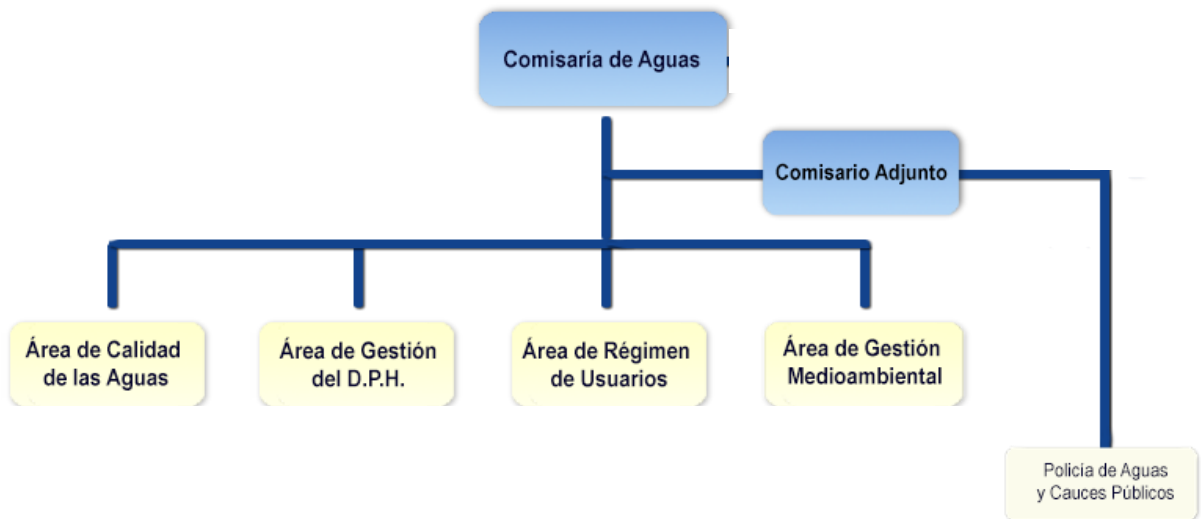 Comisaría de Aguas
Comisario Adjunto
Área de Calidad
de las Aguas
Área de Gestión
del D.P.H.
Área de Régimen
de Usuarios
Área de Gestión
Medioambiental
Policía de Aguas
y Cauces Públicos